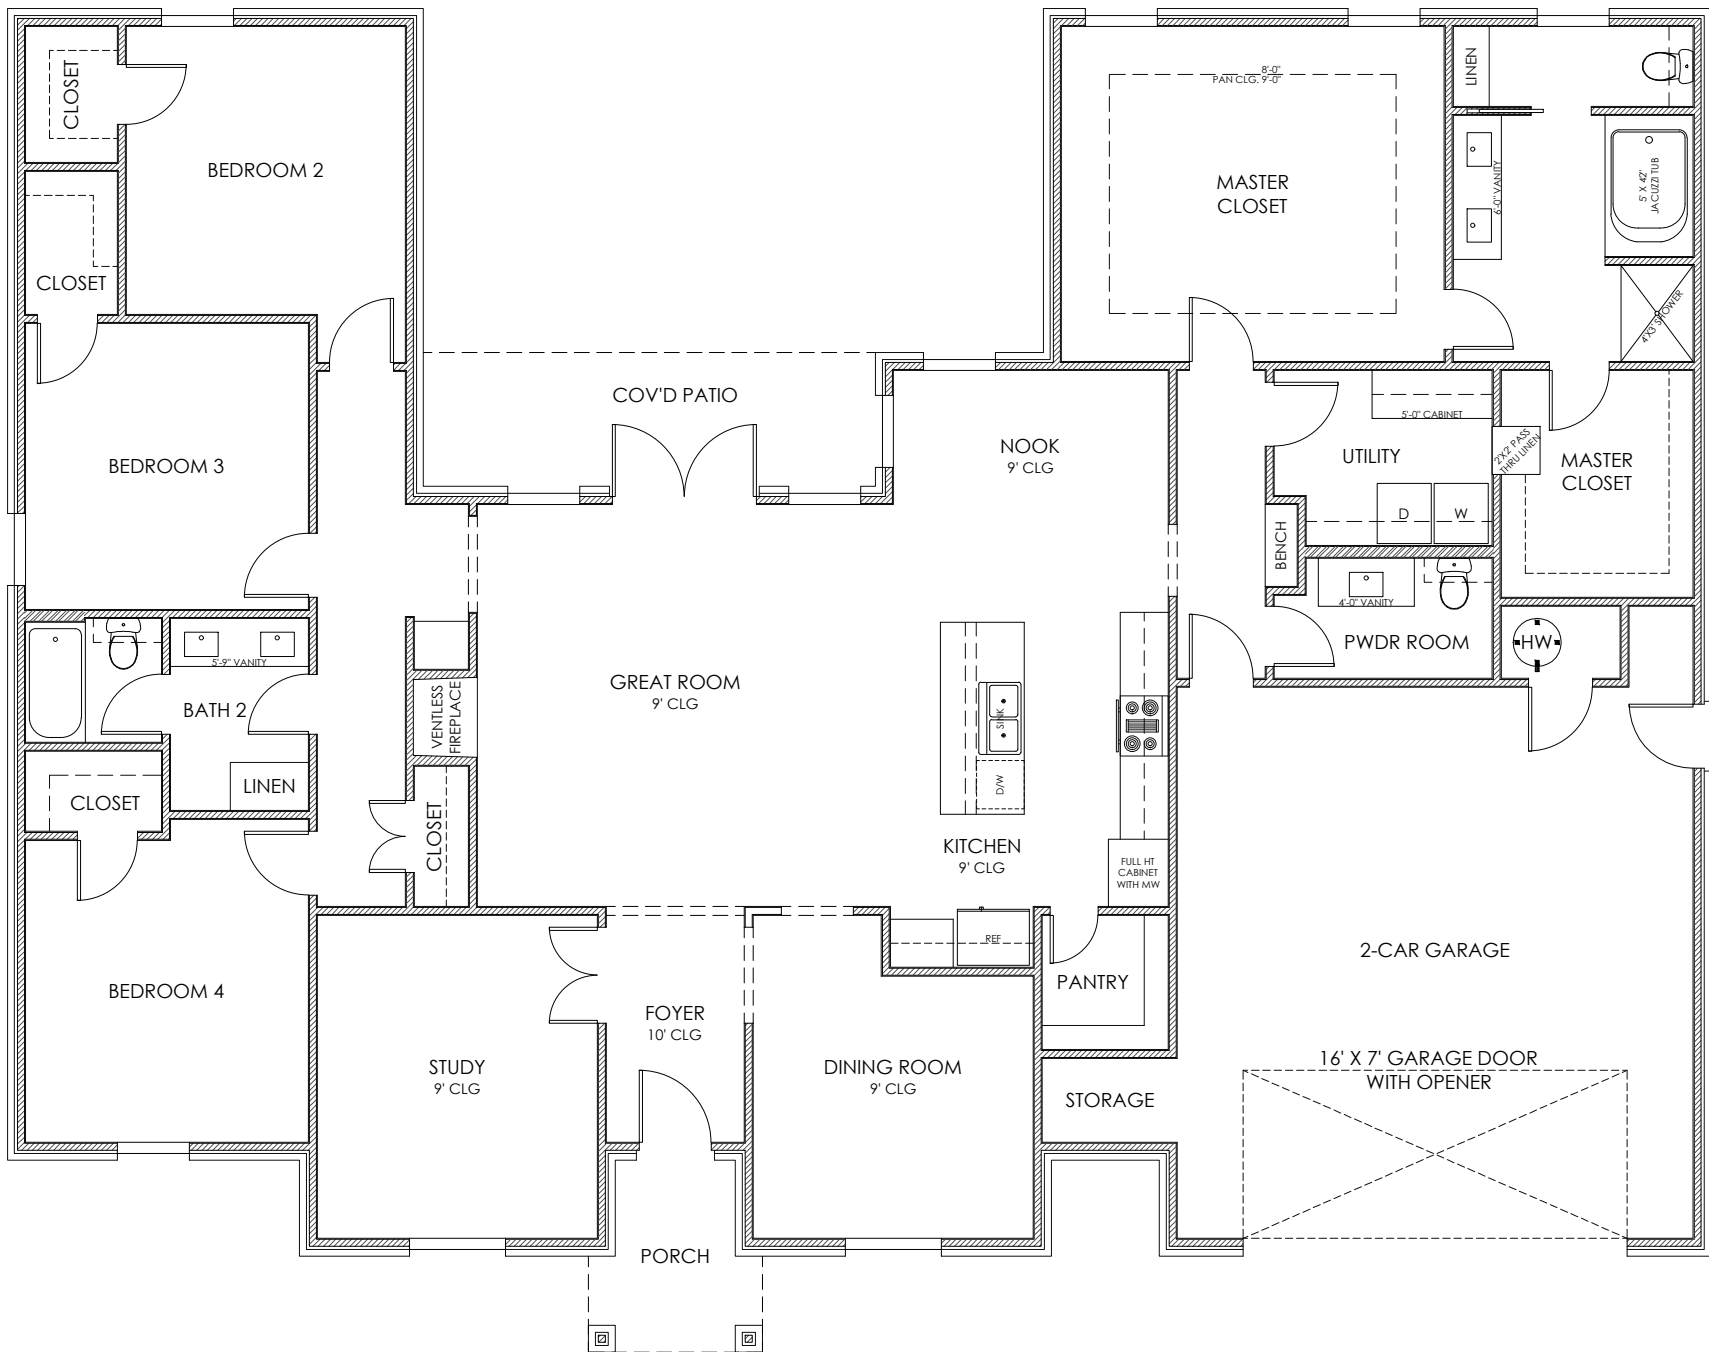 CLOSET
BEDROOM 2
8'-0"
PAN CLG. 9'-0"
MASTER
CLOSET
LINEN
6'-0" VANITY
5' X 42"
JACUZZI TUB
4'X3' SHOWER
CLOSET
BEDROOM 3
COV'D PATIO
NOOK
9' CLG
5'-0" CABINET
UTILITY
2'X2' PASS
THRU LINEN
MASTER
CLOSET
D
W
BENCH
4'-0" VANITY
PWDR ROOM
HW
5'-9" VANITY
BATH 2
LINEN
CLOSET
VENTLESS
FIREPLACE
GREAT ROOM
9' CLG
SINK
D/W
KITCHEN
9' CLG
FULL HT
CABINET
WITH MW
CLOSET
BEDROOM 4
REF
PANTRY
2-CAR GARAGE
FOYER
10' CLG
STUDY
9' CLG
DINING ROOM
9' CLG
STORAGE
16' X 7' GARAGE DOOR
WITH OPENER
PORCH